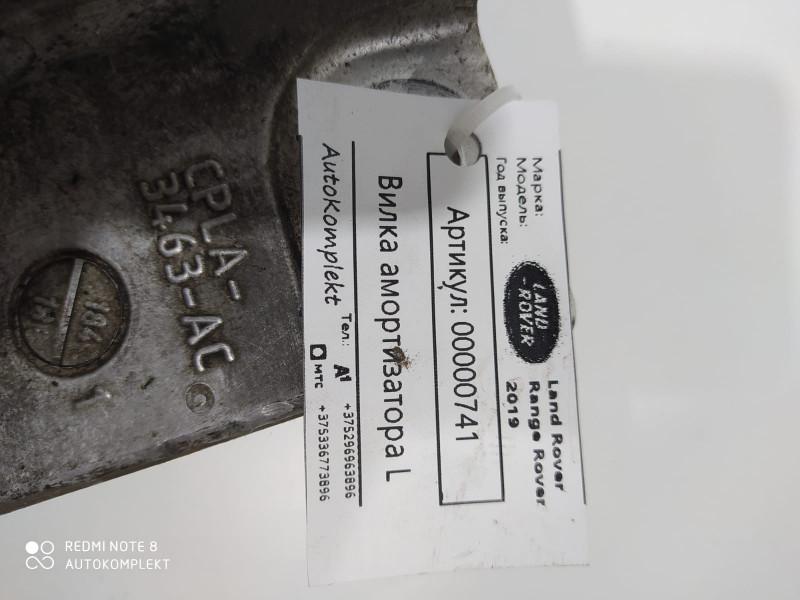 Марка:
Land Rover
Модель:
Range Rover
Год выпуска:
2019
LAND
-ROVER
Артикул: 00000741
Вилка амортизатора L
AutoKomplekt
Тел.:
A1
+375296963896
МТС
+375336773896
CPLA-
3463-AC
REDMI NOTE 8
AUTOKOMPLEKT